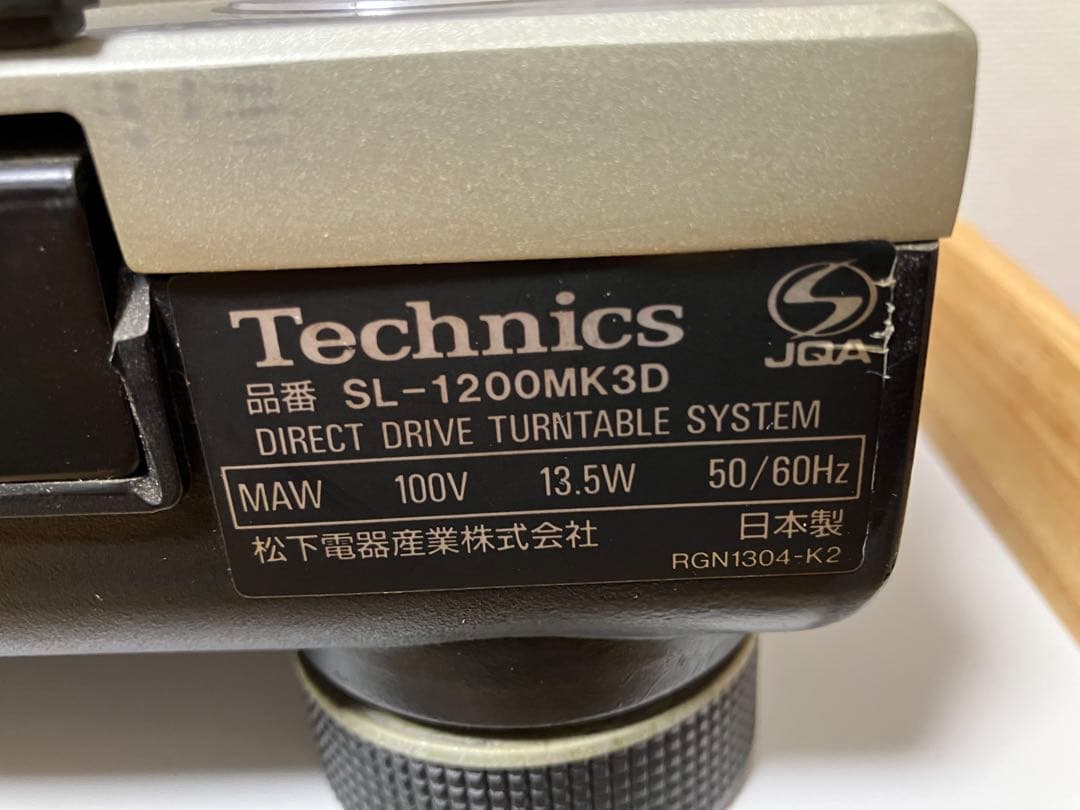 Technics
JQA
品番 SL-1200MK3D
DIRECT DRIVE TURNTABLE SYSTEM
MAW 100V 13.5W 50/60Hz
松下電器産業株式会社 日本製
RGN1304-K2